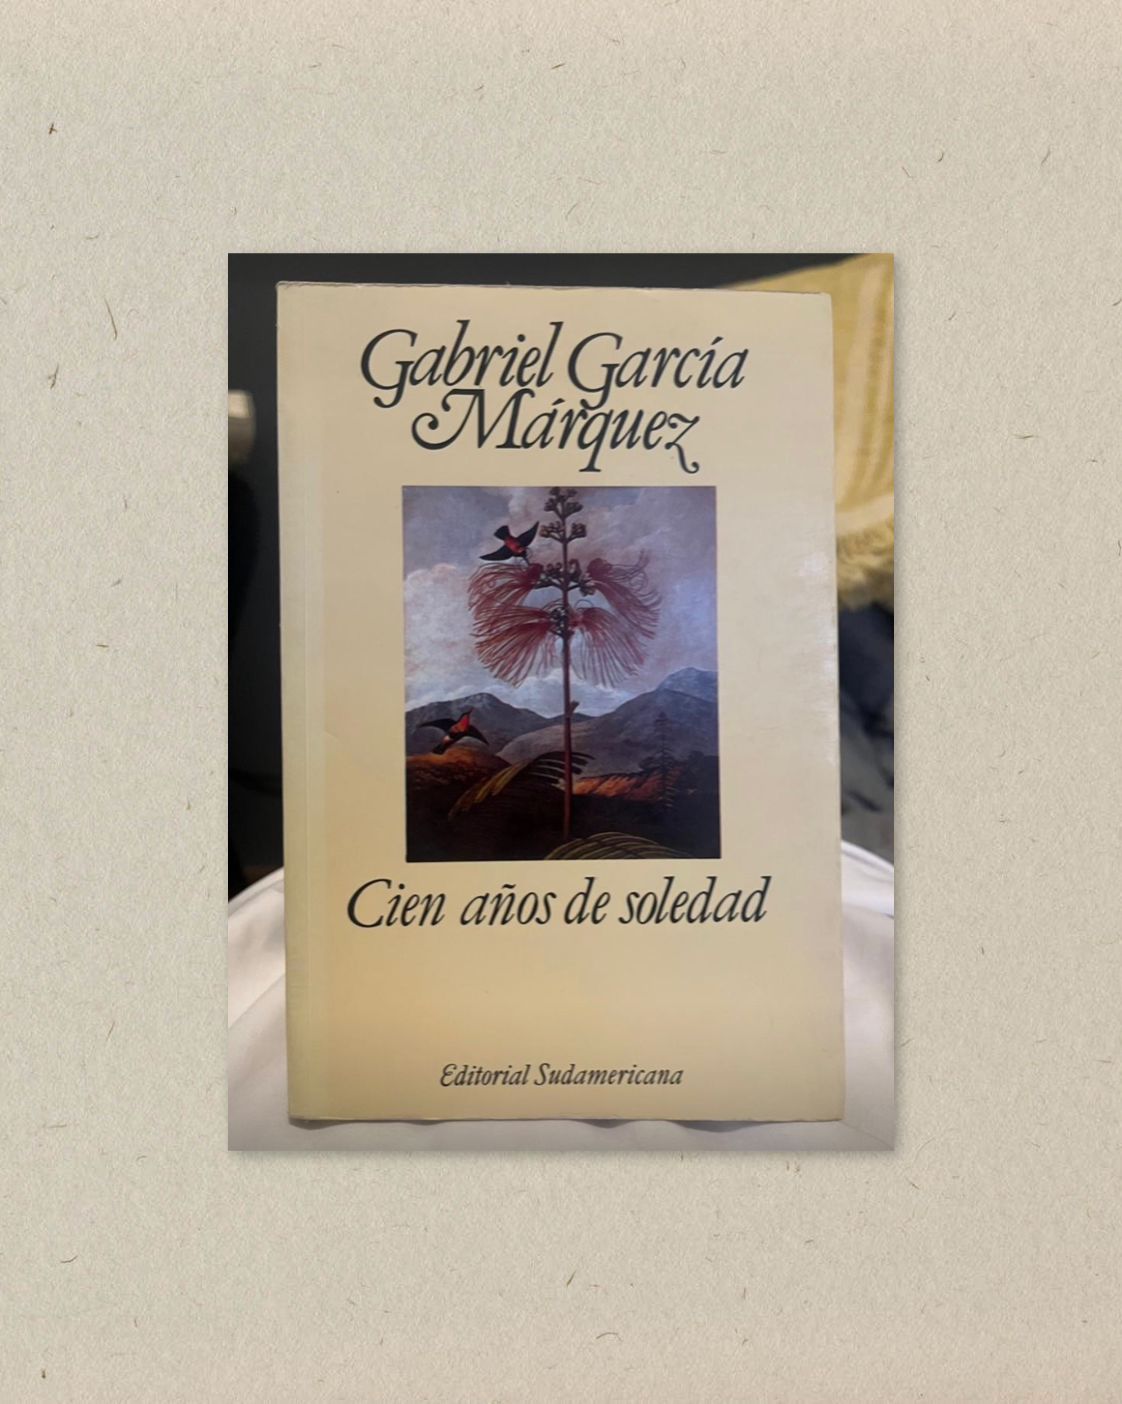 Gabriel García
Márquez
Cien años de soledad
Editorial Sudamericana